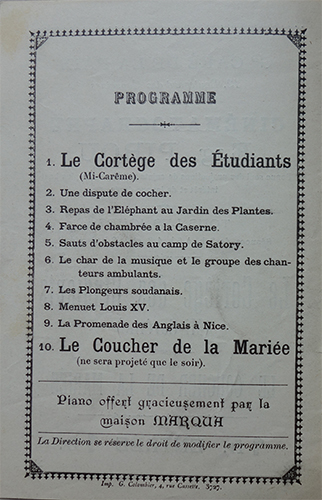 PROGRAMME
1. Le Cortège des Étudiants
(Mi-Carême).
2. Une dispute de cocher.
3. Repas de l'Eléphant au Jardin des Plantes.
4. Farce de chambrée a la Caserne.
5. Sauts d'obstacles au camp de Satory.
6. Le char de la musique et le groupe des chan-
teurs ambulants.
7. Les Plongeurs soudanais.
8. Menuet Louis XV.
9. La Promenade des Anglais à Nice.
10. Le Coucher de la Mariée
(ne sera projeté que le soir).
Piano offert gracieusement par la
maison MARQUA
La Direction se réserve le droit de modifier le programme.
Imp. G. Colombier, 4, rue Cassette. 3727.